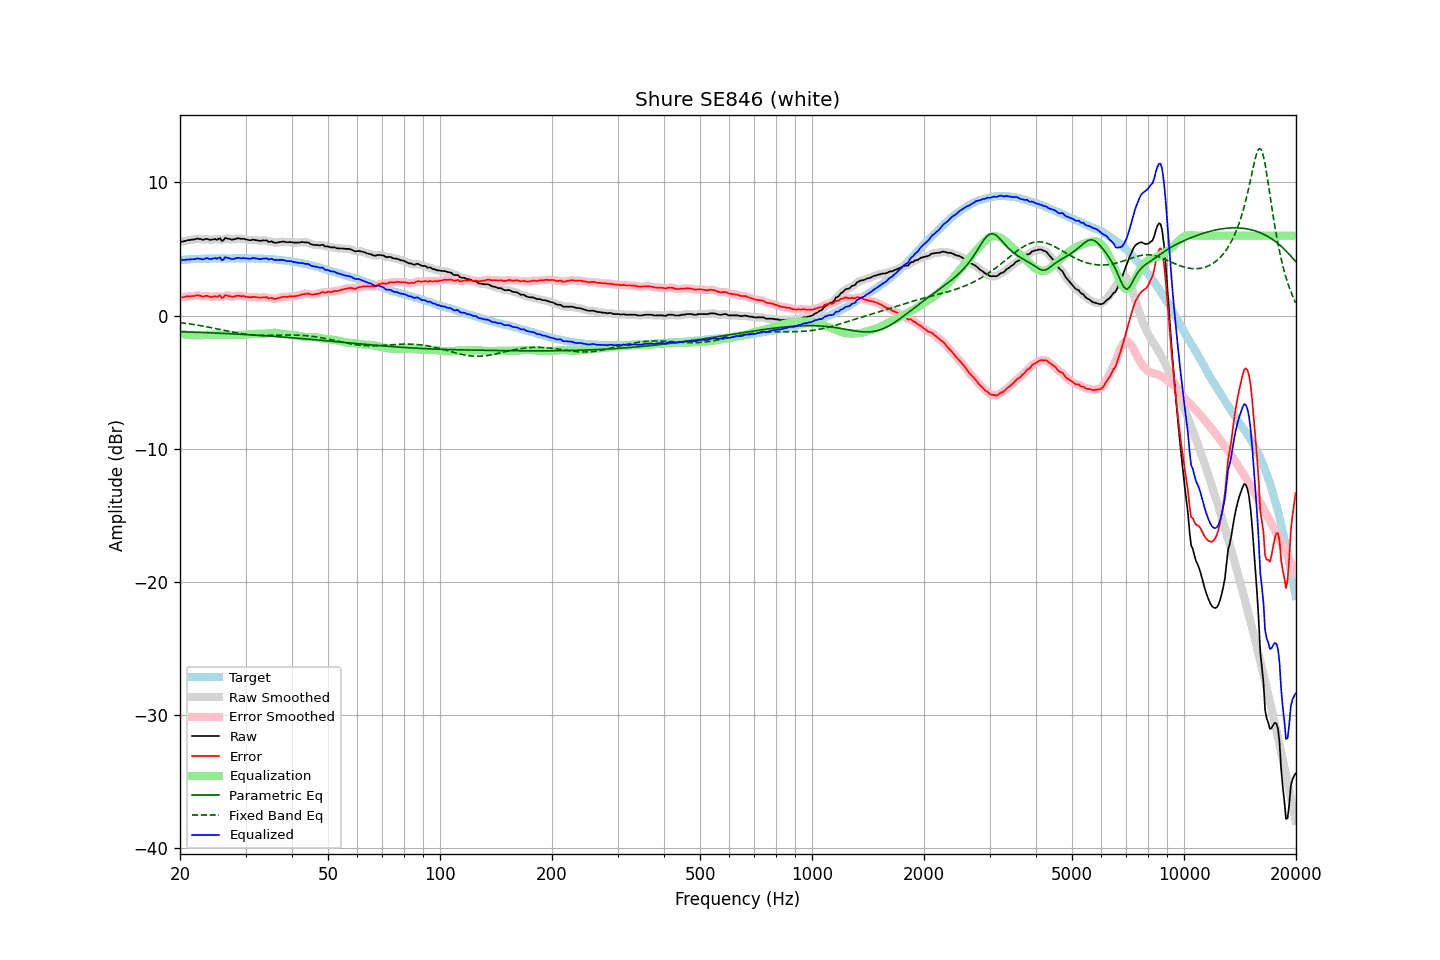 Shure SE846 (white)
Amplitude (dBr)
10
0
−10
−20
−30
−40
Target
Raw Smoothed
Error Smoothed
Raw
Error
Equalization
Parametric Eq
Fixed Band Eq
Equalized
20
50
100
200
500
1000
2000
5000
10000
20000
Frequency (Hz)